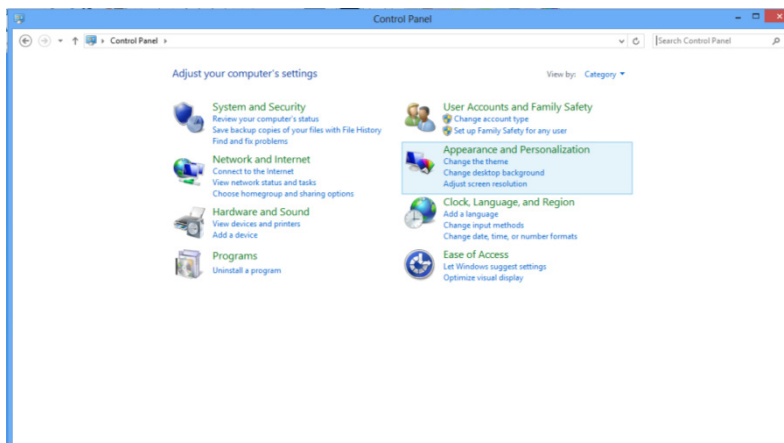 Control Panel
Control Panel
Search Control Panel
Adjust your computer's settings
View by: Category
System and Security
Review your computer's status
Save backup copies of your files with File History
Find and fix problems
Network and Internet
Connect to the Internet
View network status and tasks
Choose homegroup and sharing options
Hardware and Sound
View devices and printers
Add a device
Programs
Uninstall a program
User Accounts and Family Safety
Change account type
Set up Family Safety for any user
Appearance and Personalization
Change the theme
Change desktop background
Adjust screen resolution
Clock, Language, and Region
Add a language
Change input methods
Change date, time, or number formats
Ease of Access
Let Windows suggest settings
Optimize visual display